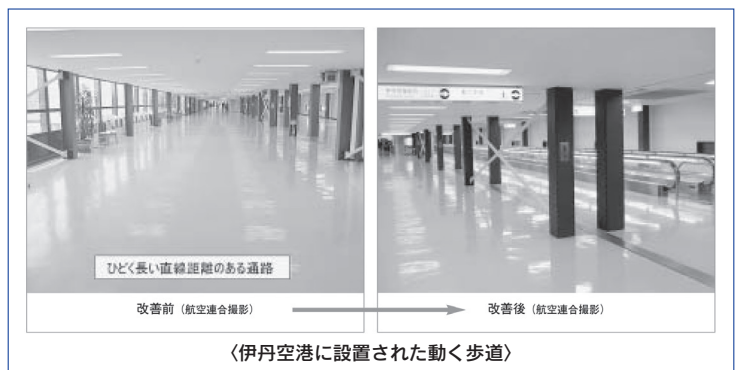 ひどく長い直線距離のある通路
改善前（航空連合撮影）
改善後（航空連合撮影）
〈伊丹空港に設置された動く歩道〉